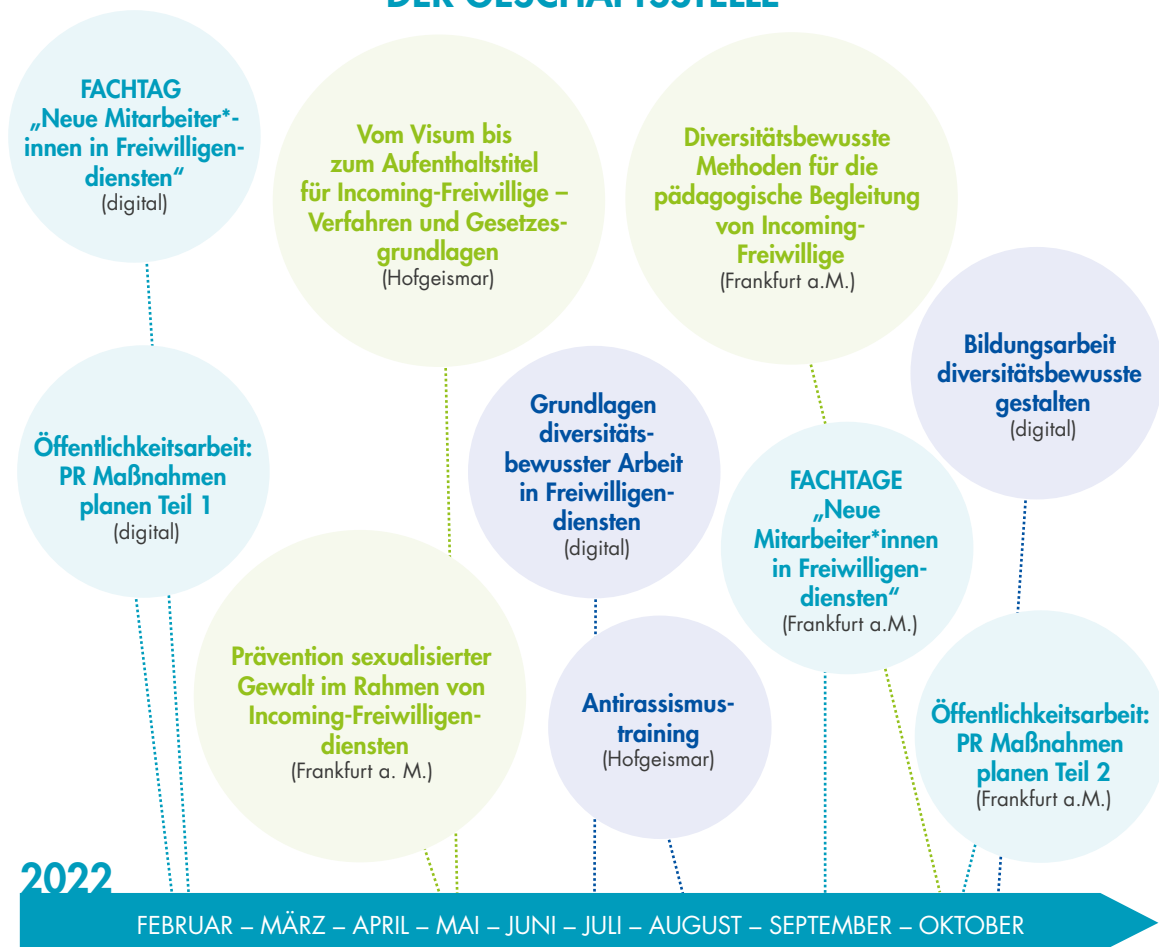 DER GESCHÄFTSSTELLE
FACHTAG
„Neue Mitarbeiter*-
innen in Freiwilligen-
diensten“
(digital)
Vom Visum bis
zum Aufenthaltstitel
für Incoming-Freiwillige –
Verfahren und Gesetzes-
grundlagen
(Hofgeismar)
Diversitätsbewusste
Methoden für die
pädagogische Begleitung
von Incoming-
Freiwillige
(Frankfurt a.M.)
Bildungsarbeit
diversitätsbewusste
gestalten
(digital)
Öffentlichkeitsarbeit:
PR Maßnahmen
planen Teil 1
(digital)
Grundlagen
diversitäts-
bewusster Arbeit
in Freiwilligen-
diensten
(digital)
FACHTAGE
„Neue
Mitarbeiter*innen
in Freiwilligen-
diensten“
(Frankfurt a.M.)
Prävention sexualisierter
Gewalt im Rahmen von
Incoming-Freiwilligen-
diensten
(Frankfurt a. M.)
Antirassismus-
training
(Hofgeismar)
Öffentlichkeitsarbeit:
PR Maßnahmen
planen Teil 2
(Frankfurt a.M.)
2022
FEBRUAR – MÄRZ – APRIL – MAI – JUNI – JULI – AUGUST – SEPTEMBER – OKTOBER